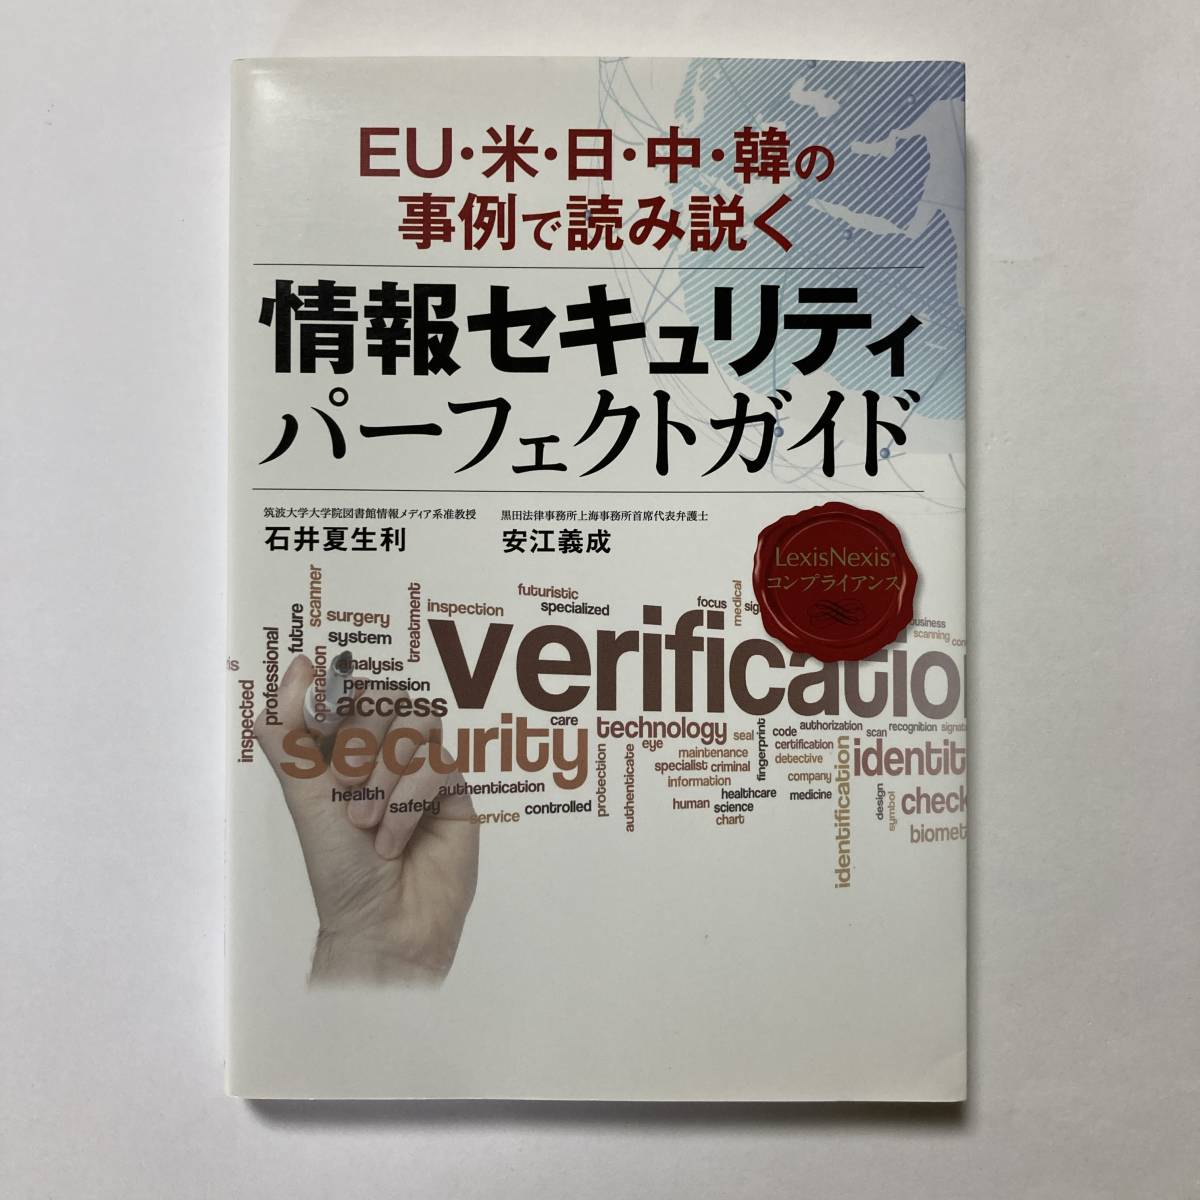 EU・米・日・中・韓の
事例で読み説く
情報セキュリティ
パーフェクトガイド
筑波大学大学院図書館情報メディア系准教授
石井夏生利
黒田法律事務所上海事務所首席代表弁護士
安江義成
LexisNexis®
コンプライアンス
inspected
professional
future
scanner
operation
surgery
system
analysis
permission
access
treatment
inspection
futuristic
specialized
verificatio
focus
medical
sig
business
scanning
con
security
care
technology
seal
code
authorization
scan
recognition
signat
health
safety
authentication
service
controlled
protection
authenticate
eye
maintenance
specialist
criminal
information
human
healthcare
science
chart
fingerprint
certification
detective
company
medicine
identification
identit
design
symbol
check
biomet